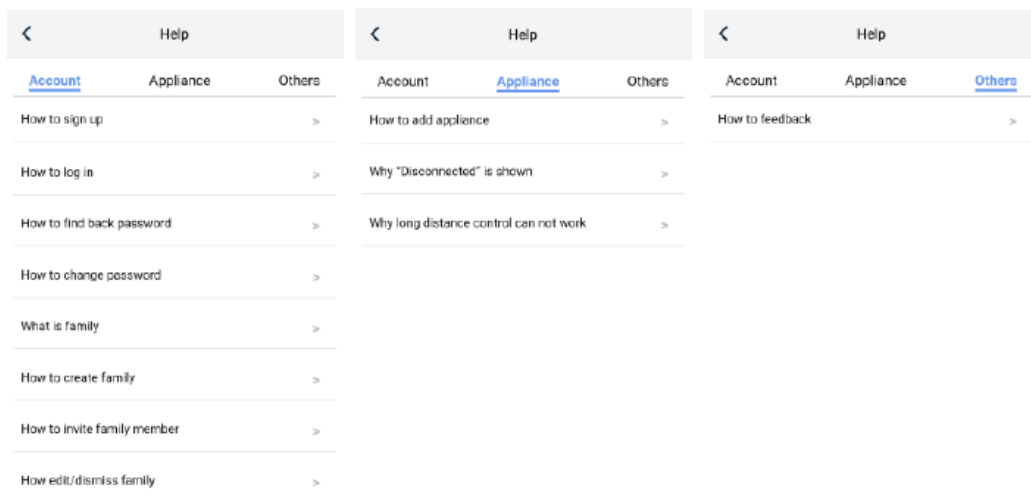 < Help
Account Appliance Others
How to sign up >
How to log in >
How to find back password >
How to change password >
What is family >
How to create family >
How to invite family member >
How edit/dismiss family >
< Help
Account Appliance Others
How to add appliance >
Why "Disconnected" is shown >
Why long distance control can not work >
< Help
Account Appliance Others
How to feedback >